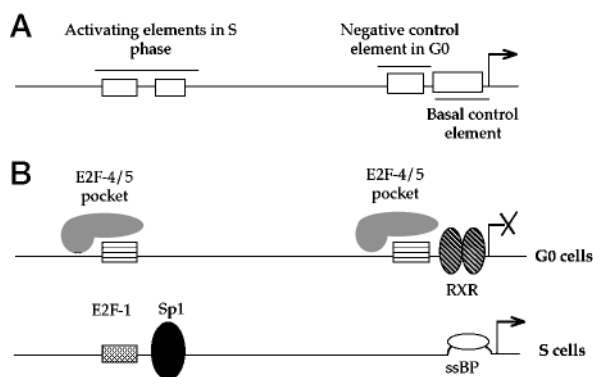 A
Activating elements in S
phase
Negative control
element in G0
Basal control
element
B
E2F-4/5
pocket
E2F-4/5
pocket
G0 cells
RXR
E2F-1
Sp1
S cells
ssBP